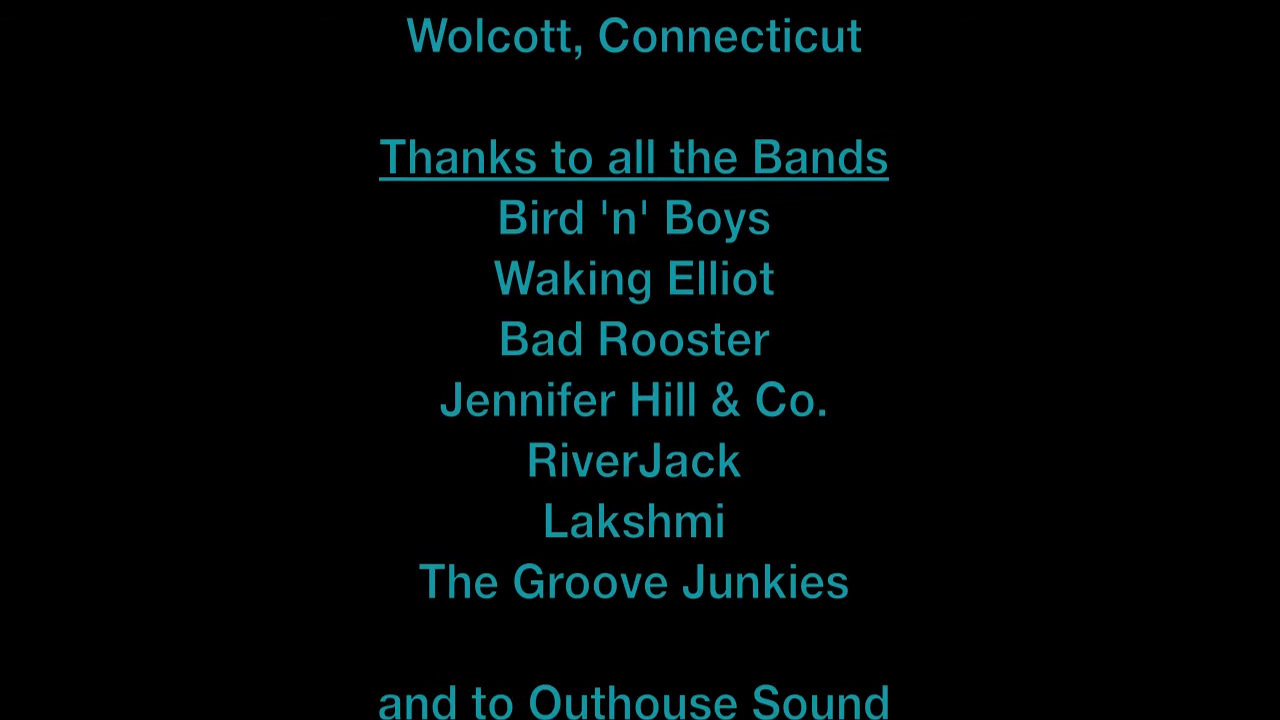 Wolcott, Connecticut
Thanks to all the Bands
Bird 'n' Boys
Waking Elliot
Bad Rooster
Jennifer Hill & Co.
RiverJack
Lakshmi
The Groove Junkies
and to Outhouse Sound